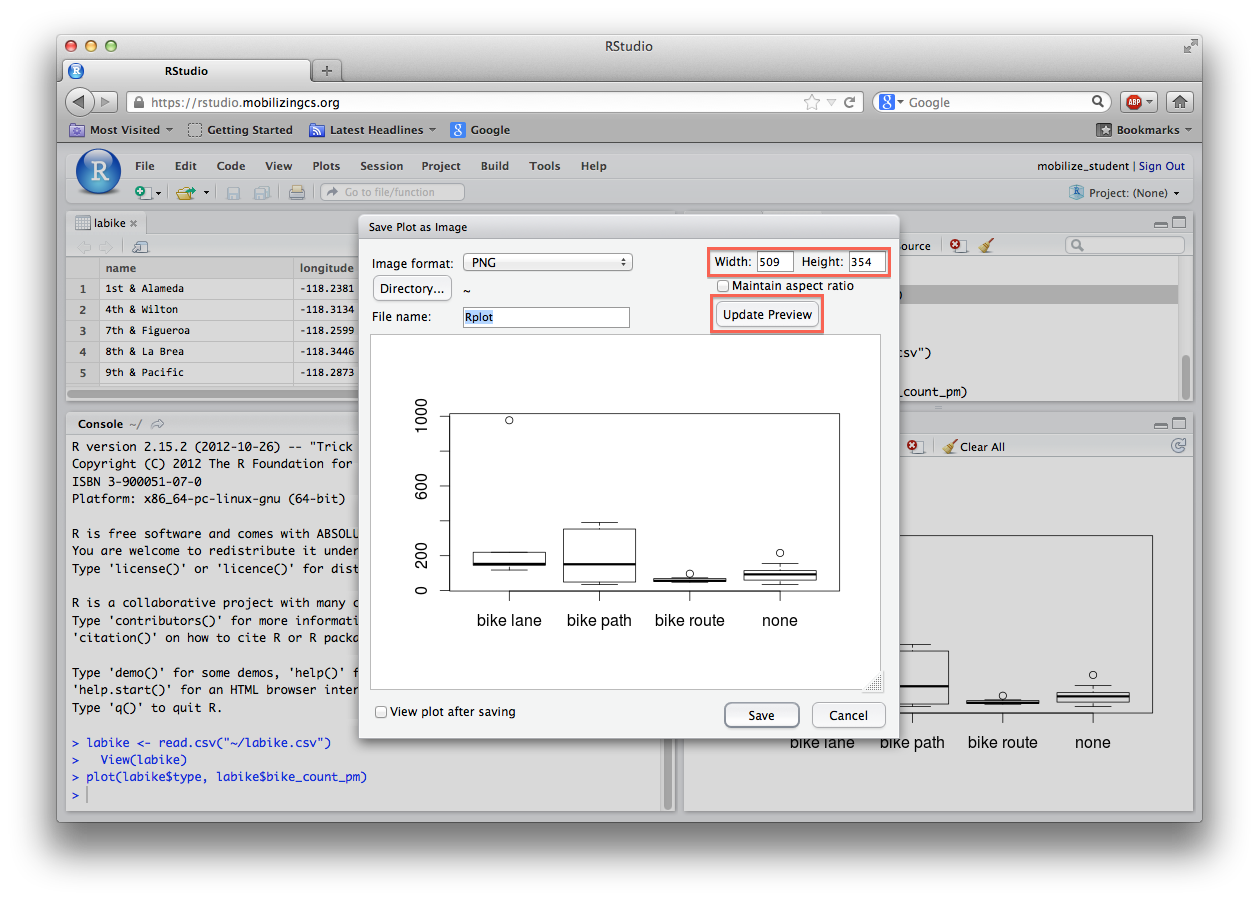 RStudio
RStudio
https://rstudio.mobilizingcs.org
Google
ABP
Most Visited
Getting Started
Latest Headlines
Google
Bookmarks
R
File Edit Code View Plots Session Project Build Tools Help
mobilize_student | Sign Out
Go to file/function
Project: (None)
labike
name longitude
1 1st & Alameda -118.2381
2 4th & Wilton -118.3134
3 7th & Figueroa -118.2599
4 8th & La Brea -118.3446
5 9th & Pacific -118.2873
ource
)
sv")
_count_pm)
Console ~/
R version 2.15.2 (2012-10-26) -- "Trick
Copyright (C) 2012 The R Foundation for
ISBN 3-900051-07-0
Platform: x86_64-pc-linux-gnu (64-bit)
R is free software and comes with ABSOLU
You are welcome to redistribute it under
Type 'license()' or 'licence()' for dist
R is a collaborative project with many c
Type 'contributors()' for more informati
'citation()' on how to cite R or R packa
Type 'demo()' for some demos, 'help()' f
'help.start()' for an HTML browser inter
Type 'q()' to quit R.
> labike <- read.csv("~/labike.csv")
> View(labike)
> plot(labike$type, labike$bike_count_pm)
>
Save Plot as Image
Image format: PNG
Directory... ~
File name: Rplot
Width: 509 Height: 354
Maintain aspect ratio
Update Preview
1000
600
200
0
bike lane bike path bike route none
View plot after saving
Save Cancel
Clear All
bike lane bike path bike route none